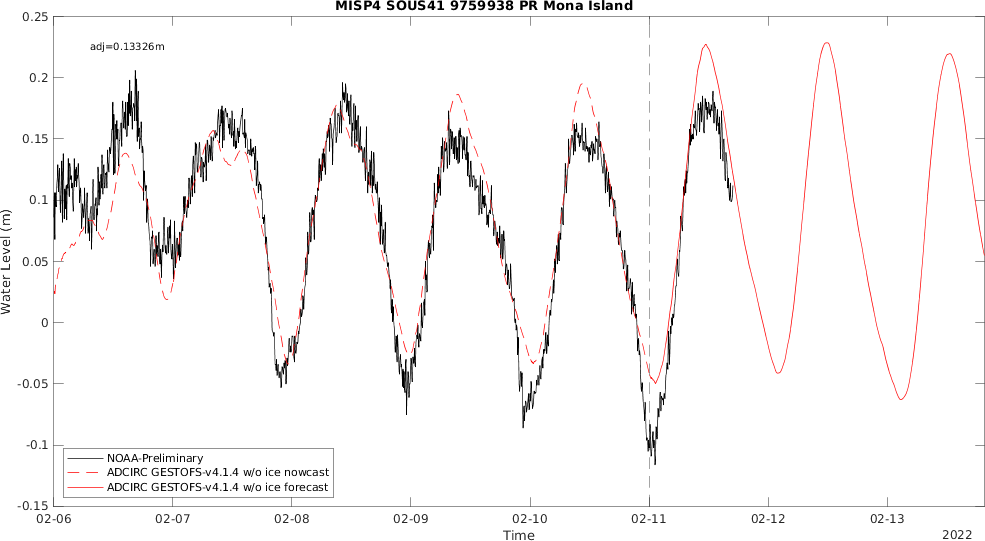 MISP4 SOUS41 9759938 PR Mona Island
adj=0.13326m
0.25
0.2
0.15
0.1
0.05
0
-0.05
-0.1
-0.15
Water Level (m)
NOAA-Preliminary
ADCIRC GESTOFS-v4.1.4 w/o ice nowcast
ADCIRC GESTOFS-v4.1.4 w/o ice forecast
02-06 02-07 02-08 02-09 02-10 02-11 02-12 02-13
Time
2022